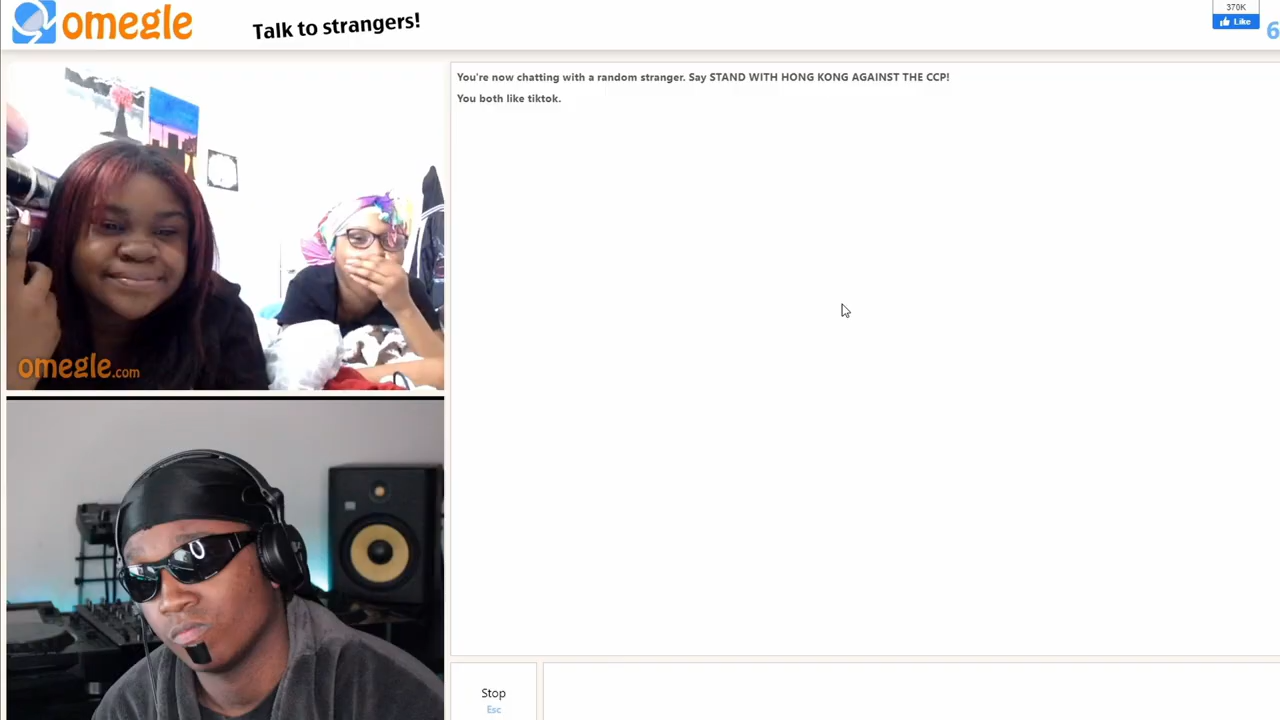 omegle
Talk to strangers!
370K
Like
6
You're now chatting with a random stranger. Say STAND WITH HONG KONG AGAINST THE CCP!
You both like tiktok.
omegle.com
Stop
Esc